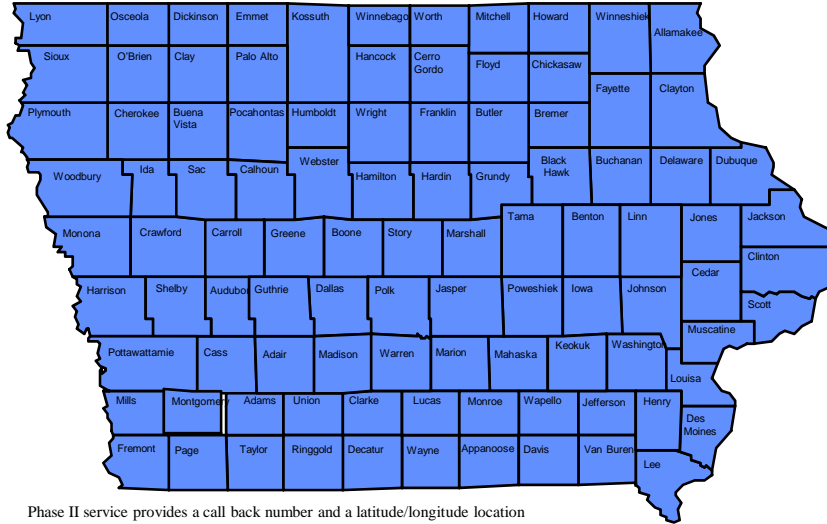 Lyon Osceola Dickinson Emmet Kossuth Winnebago Worth Mitchell Howard Winneshiek Allamakee
Sioux O'Brien Clay Palo Alto Hancock Cerro Gordo Floyd Chickasaw
Fayette Clayton
Plymouth Cherokee Buena Vista Pocahontas Humboldt Wright Franklin Butler Bremer
Woodbury Ida Sac Calhoun Webster Hamilton Hardin Grundy Black Hawk Buchanan Delaware Dubuque
Monona Crawford Carroll Greene Boone Story Marshall Tama Benton Linn Jones Jackson
Clinton
Harrison Shelby Audubon Guthrie Dallas Polk Jasper Poweshiek Iowa Johnson Cedar
Scott
Muscatine
Pottawattamie Cass Adair Madison Warren Marion Mahaska Keokuk Washington
Louisa
Mills Montgomery Adams Union Clarke Lucas Monroe Wapello Jefferson Henry Des Moines
Fremont Page Taylor Ringgold Decatur Wayne Appanoose Davis Van Buren Lee
Phase II service provides a call back number and a latitude/longitude location